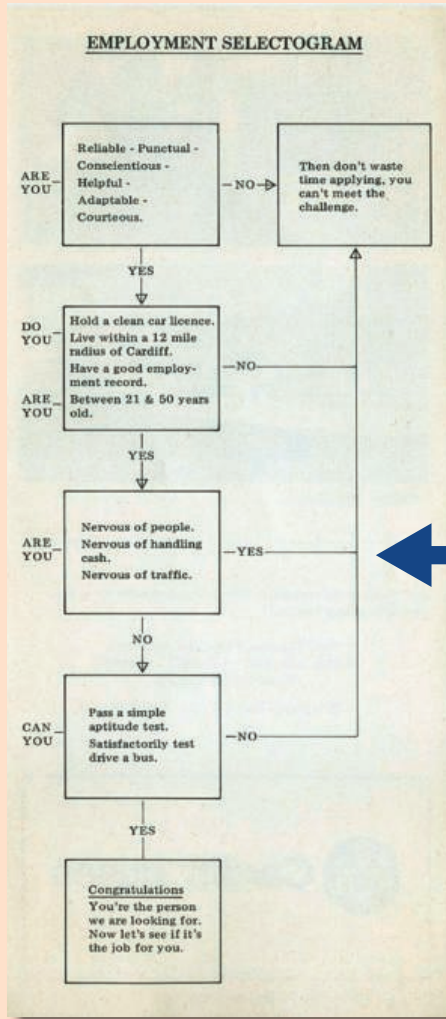 EMPLOYMENT SELECTOGRAM
ARE
YOU
Reliable - Punctual -
Conscientious -
Helpful -
Adaptable -
Courteous.
NO
Then don't waste
time applying, you
can't meet the
challenge.
YES
DO
YOU
Hold a clean car licence.
Live within a 12 mile
radius of Cardiff.
Have a good employ-
ment record.
ARE
YOU
Between 21 & 50 years
old.
NO
YES
ARE
YOU
Nervous of people.
Nervous of handling
cash.
Nervous of traffic.
YES
NO
CAN
YOU
Pass a simple
aptitude test.
Satisfactorily test
drive a bus.
NO
YES
Congratulations
You're the person
we are looking for.
Now let's see if it's
the job for you.